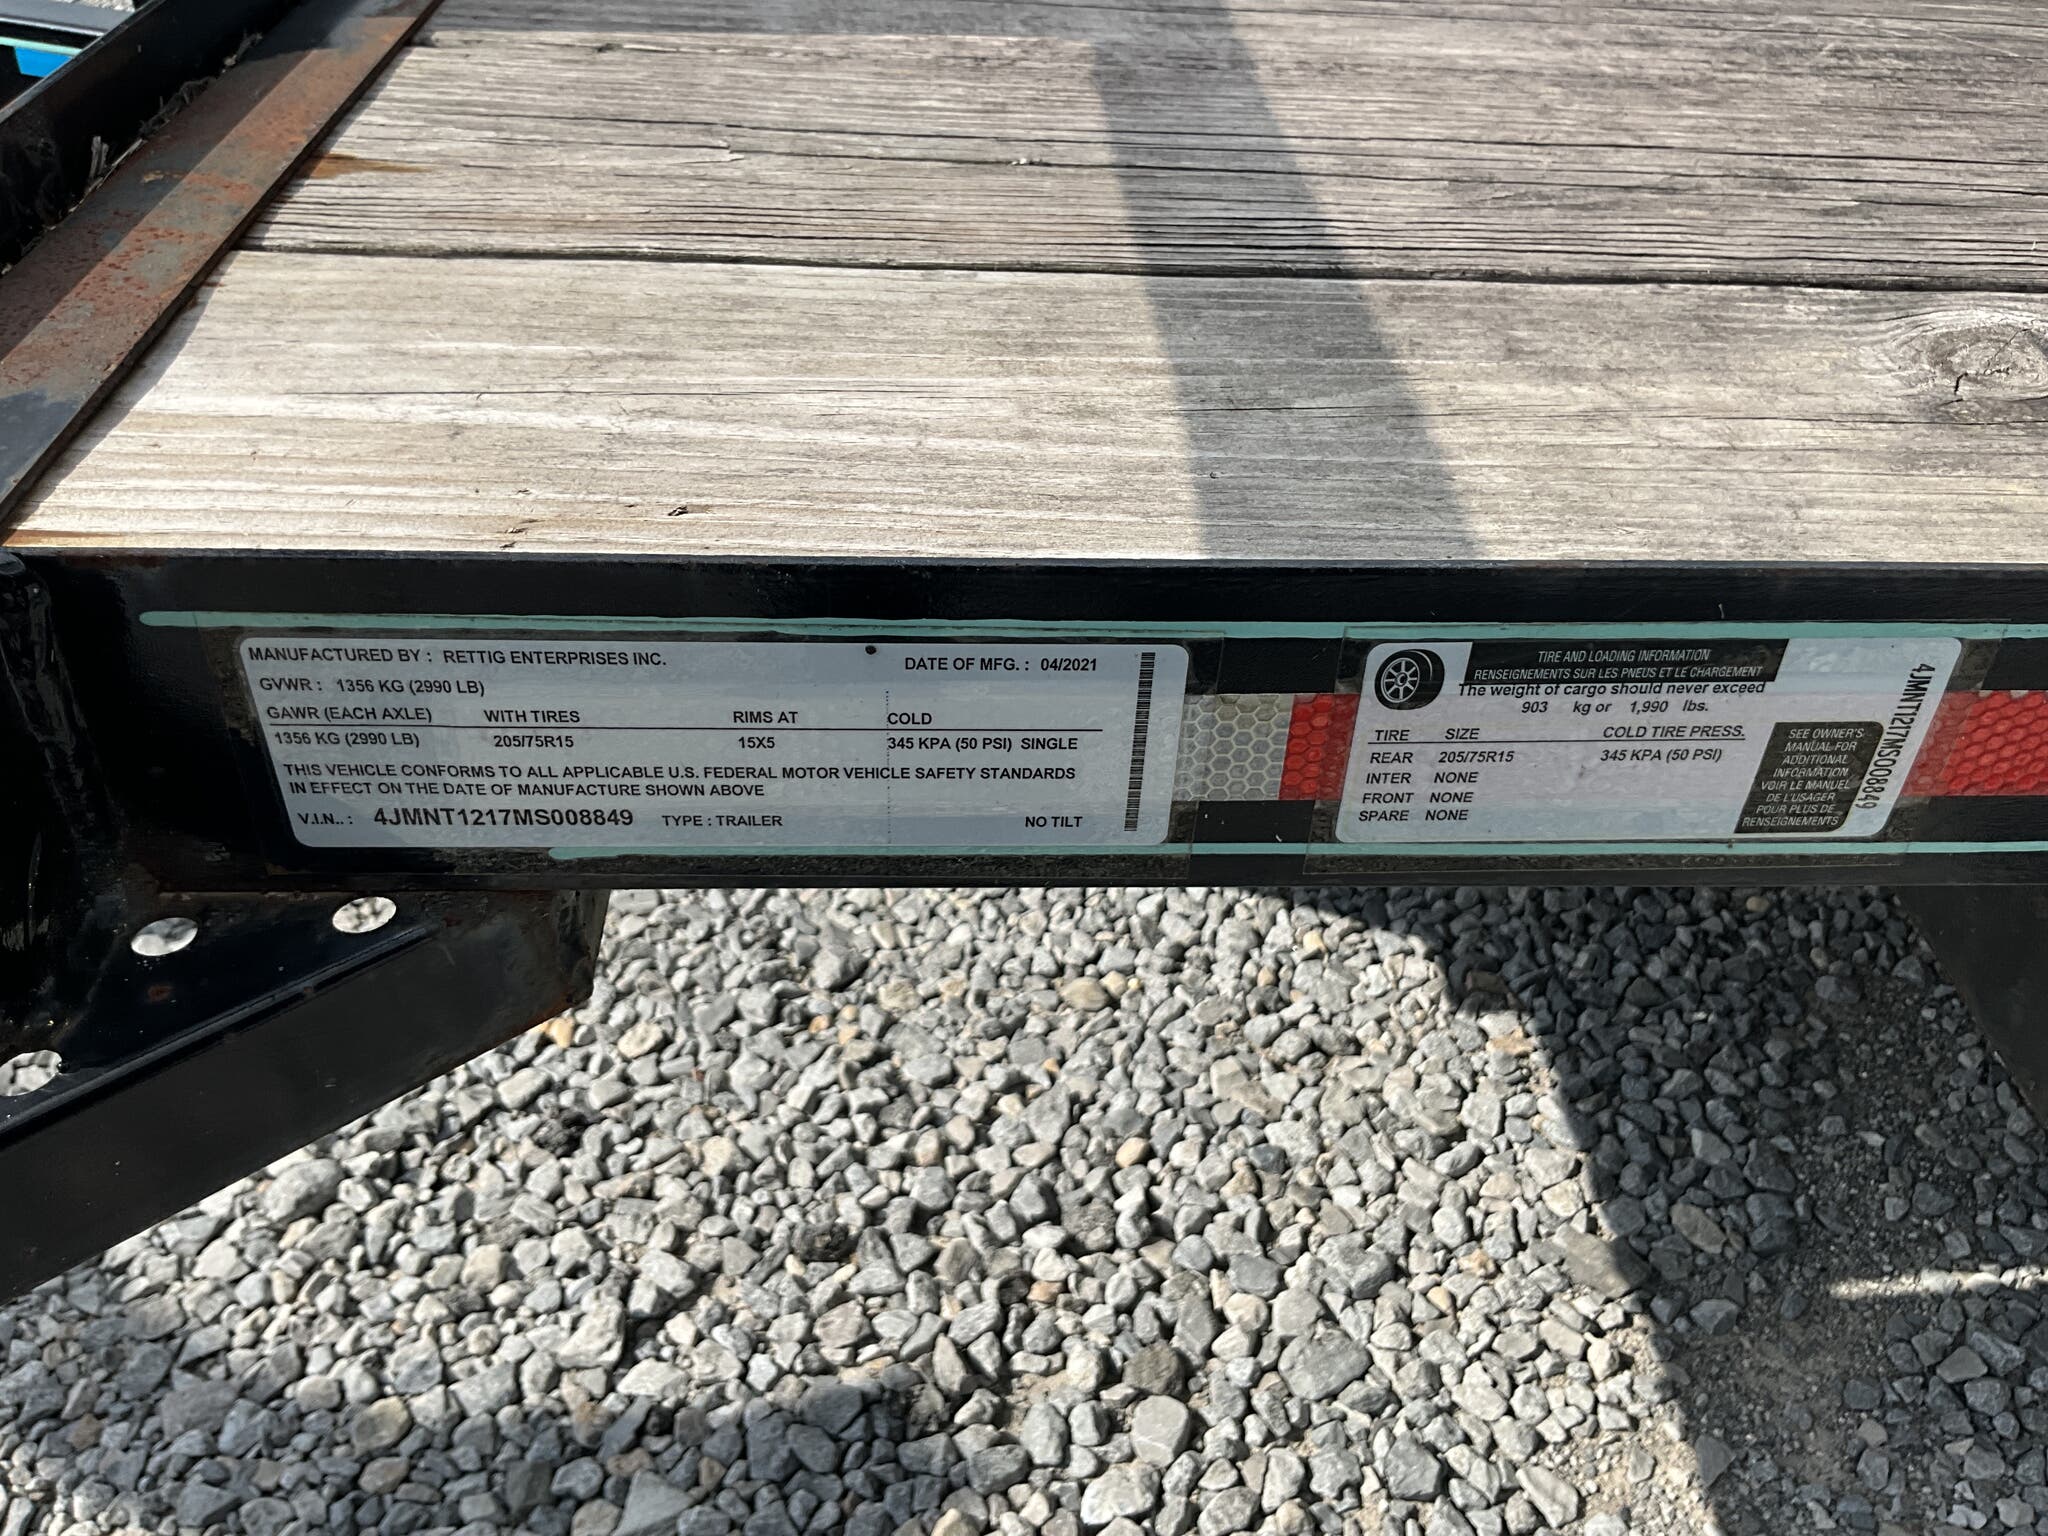 MANUFACTURED BY : RETTIG ENTERPRISES INC. DATE OF MFG. : 04/2021
GVWR : 1356 KG (2990 LB)
GAWR (EACH AXLE) WITH TIRES RIMS AT COLD
1356 KG (2990 LB) 205/75R15 15X5 345 KPA (50 PSI) SINGLE
THIS VEHICLE CONFORMS TO ALL APPLICABLE U.S. FEDERAL MOTOR VEHICLE SAFETY STANDARDS
IN EFFECT ON THE DATE OF MANUFACTURE SHOWN ABOVE
V.I.N.. : 4JMNT1217MS008849 TYPE : TRAILER NO TILT
TIRE AND LOADING INFORMATION
RENSEIGNEMENTS SUR LES PNEUS ET LE CHARGEMENT
The weight of cargo should never exceed
903 kg or 1,990 lbs.
TIRE SIZE COLD TIRE PRESS.
REAR 205/75R15 345 KPA (50 PSI)
INTER NONE
FRONT NONE
SPARE NONE
SEE OWNER'S
MANUAL FOR
ADDITIONAL
INFORMATION
VOIR LE MANUEL
DE L'USAGER
POUR PLUS DE
RENSEIGNEMENTS
4JMNT1217MS008849